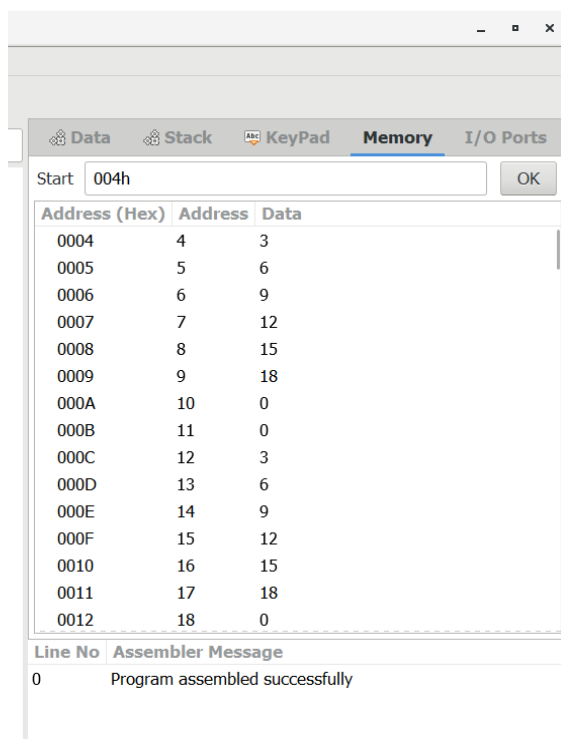 Data Stack Abc KeyPad Memory I/O Ports
Start 004h OK
Address (Hex) Address Data
0004 4 3
0005 5 6
0006 6 9
0007 7 12
0008 8 15
0009 9 18
000A 10 0
000B 11 0
000C 12 3
000D 13 6
000E 14 9
000F 15 12
0010 16 15
0011 17 18
0012 18 0
Line No Assembler Message
0 Program assembled successfully